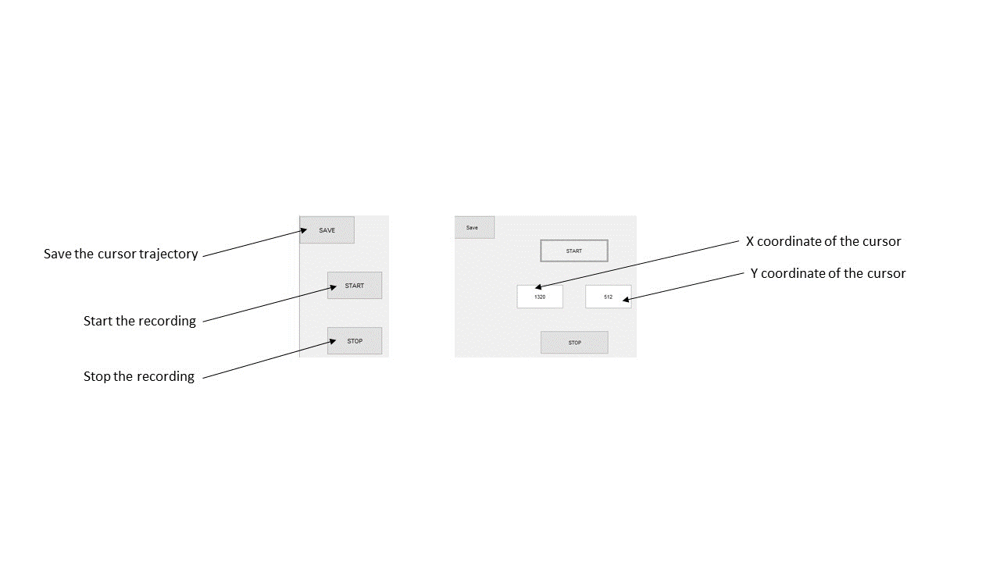 SAVE
Save the cursor trajectory
START
Start the recording
STOP
Stop the recording
Save
START
X coordinate of the cursor
Y coordinate of the cursor
1320
512
STOP